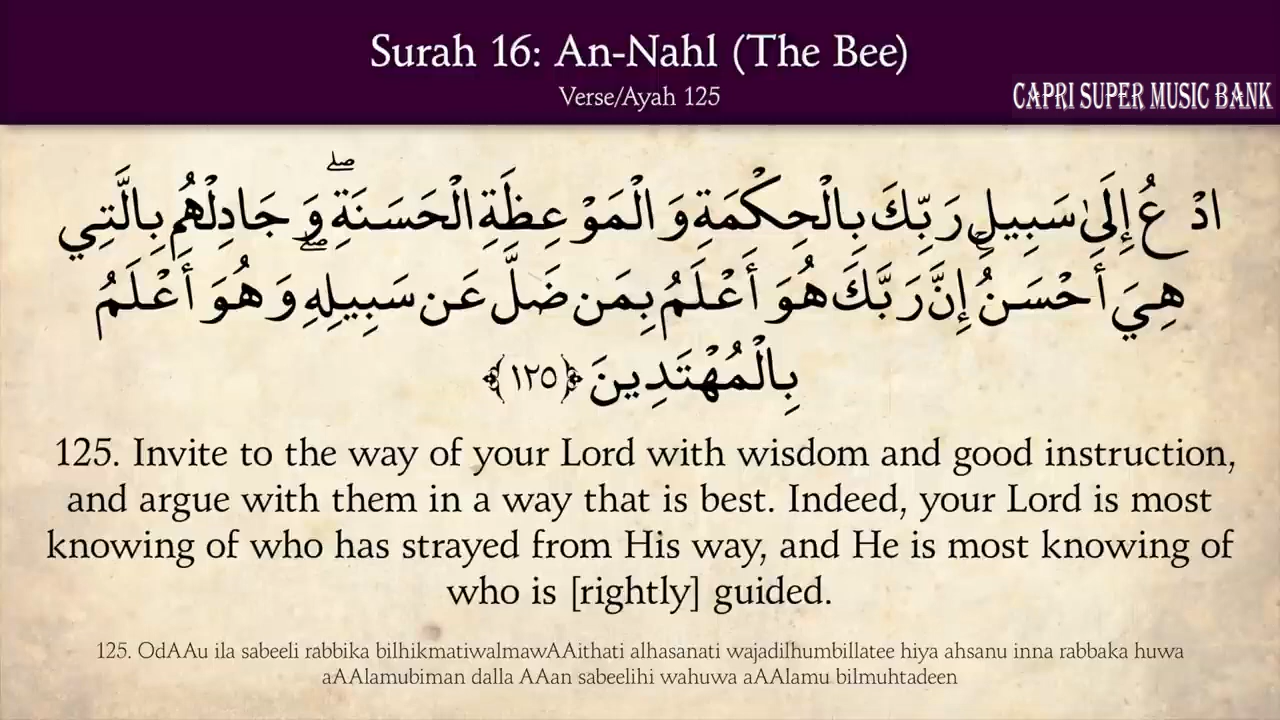 Surah 16: An-Nahl (The Bee)
Verse/Ayah 125
CAPRI SUPER MUSIC BANK
ادْعُ إِلَىٰ سَبِيلِ رَبِّكَ بِالْحِكْمَةِ وَالْمَوْعِظَةِ الْحَسَنَةِ ۖ وَجَادِلْهُم بِالَّتِي
هِيَ أَحْسَنُ ۚ إِنَّ رَبَّكَ هُوَ أَعْلَمُ بِمَن ضَلَّ عَن سَبِيلِهِ ۖ وَهُوَ أَعْلَمُ
بِالْمُهْتَدِينَ ﴿١٢٥﴾
125. Invite to the way of your Lord with wisdom and good instruction,
and argue with them in a way that is best. Indeed, your Lord is most
knowing of who has strayed from His way, and He is most knowing of
who is [rightly] guided.
125. OdAAu ila sabeeli rabbika bilhikmatiwalmawAAithati alhasanati wajadilhumbillatee hiya ahsanu inna rabbaka huwa
aAAlamubiman dalla AAan sabeelihi wahuwa aAAlamu bilmuhtadeen